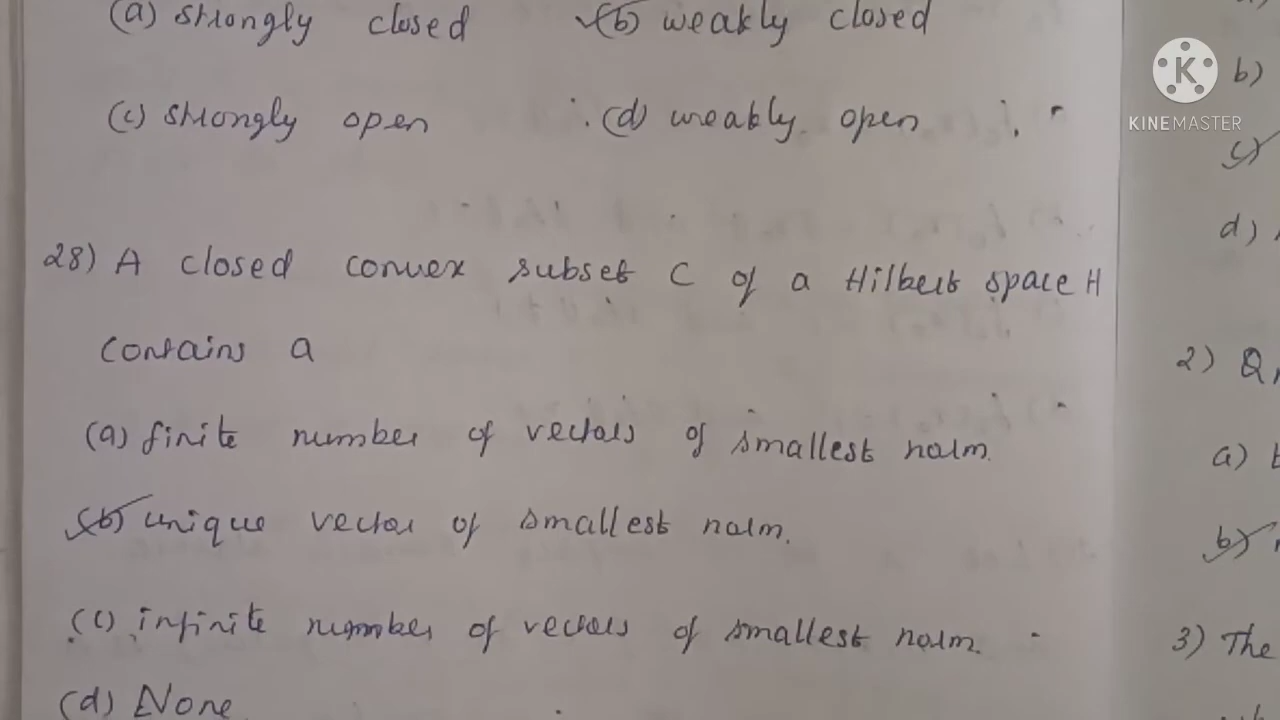 (a) strongly closed (b) weakly closed
(c) strongly open (d) weakly open
KINEMASTER
28) A closed convex subset C of a Hilbert space H
contains a
(a) finite number of vectors of smallest norm.
(b) unique vector of smallest norm.
(c) infinite number of vectors of smallest norm.
(d) None
b)
c)
d)
2)
a)
b)
3) The